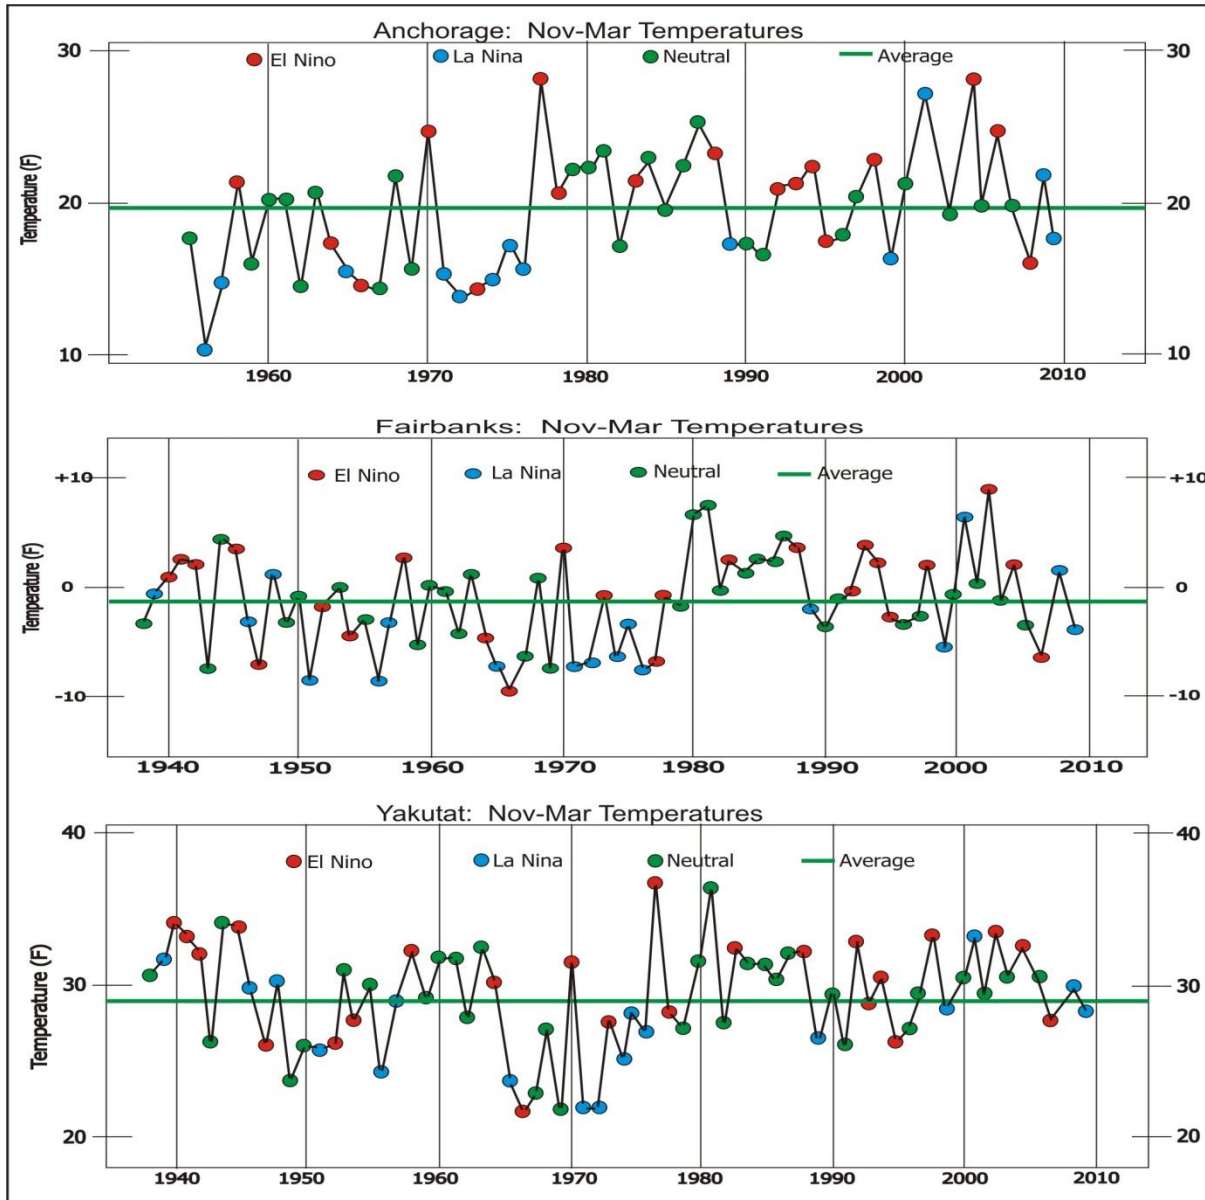 Anchorage: Nov-Mar Temperatures
30 30
El Nino La Nina Neutral Average
Temperature (F)
20 20
10 10
1960 1970 1980 1990 2000 2010
Fairbanks: Nov-Mar Temperatures
+10 +10
El Nino La Nina Neutral Average
Temperature (F)
0 0
-10 -10
1940 1950 1960 1970 1980 1990 2000 2010
Yakutat: Nov-Mar Temperatures
40 40
El Nino La Nina Neutral Average
Temperature (F)
30 30
20 20
1940 1950 1960 1970 1980 1990 2000 2010